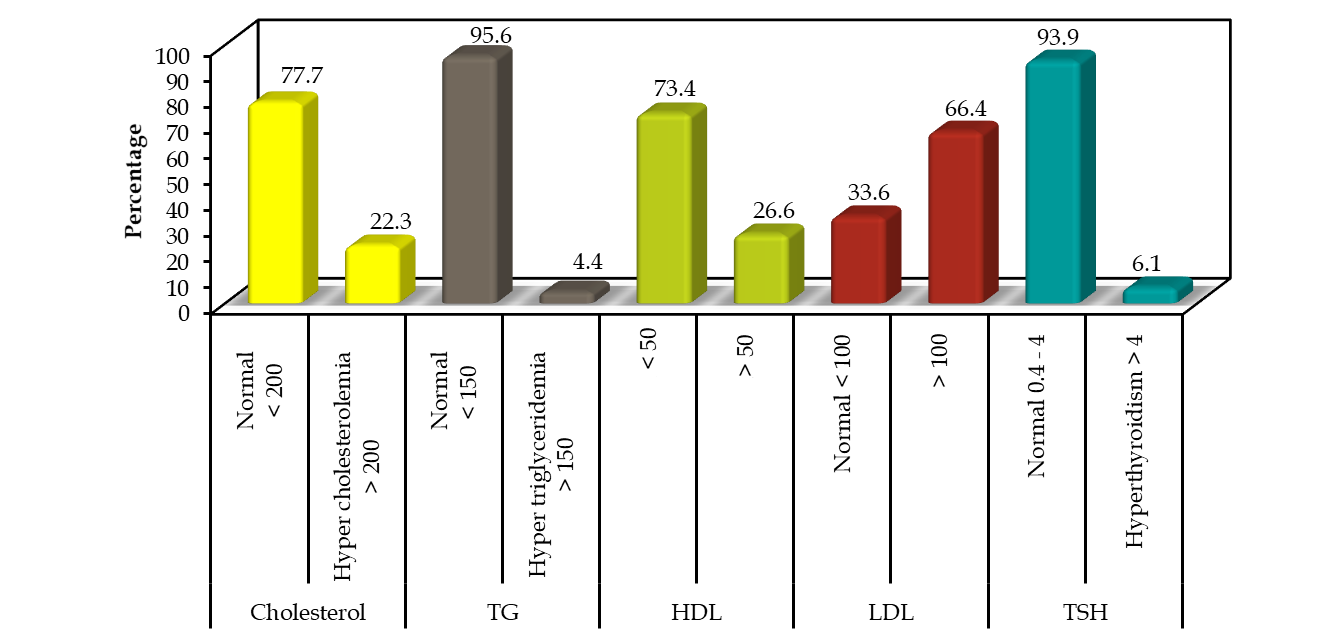 Percentage
100
90
80
70
60
50
40
30
20
10
0
77.7
22.3
95.6
4.4
73.4
26.6
33.6
66.4
93.9
6.1
Normal
< 200
Hyper cholesterolemia
> 200
Normal
< 150
Hyper triglyceridemia
> 150
< 50
> 50
Normal < 100
> 100
Normal 0.4 - 4
Hyperthyroidism > 4
Cholesterol
TG
HDL
LDL
TSH